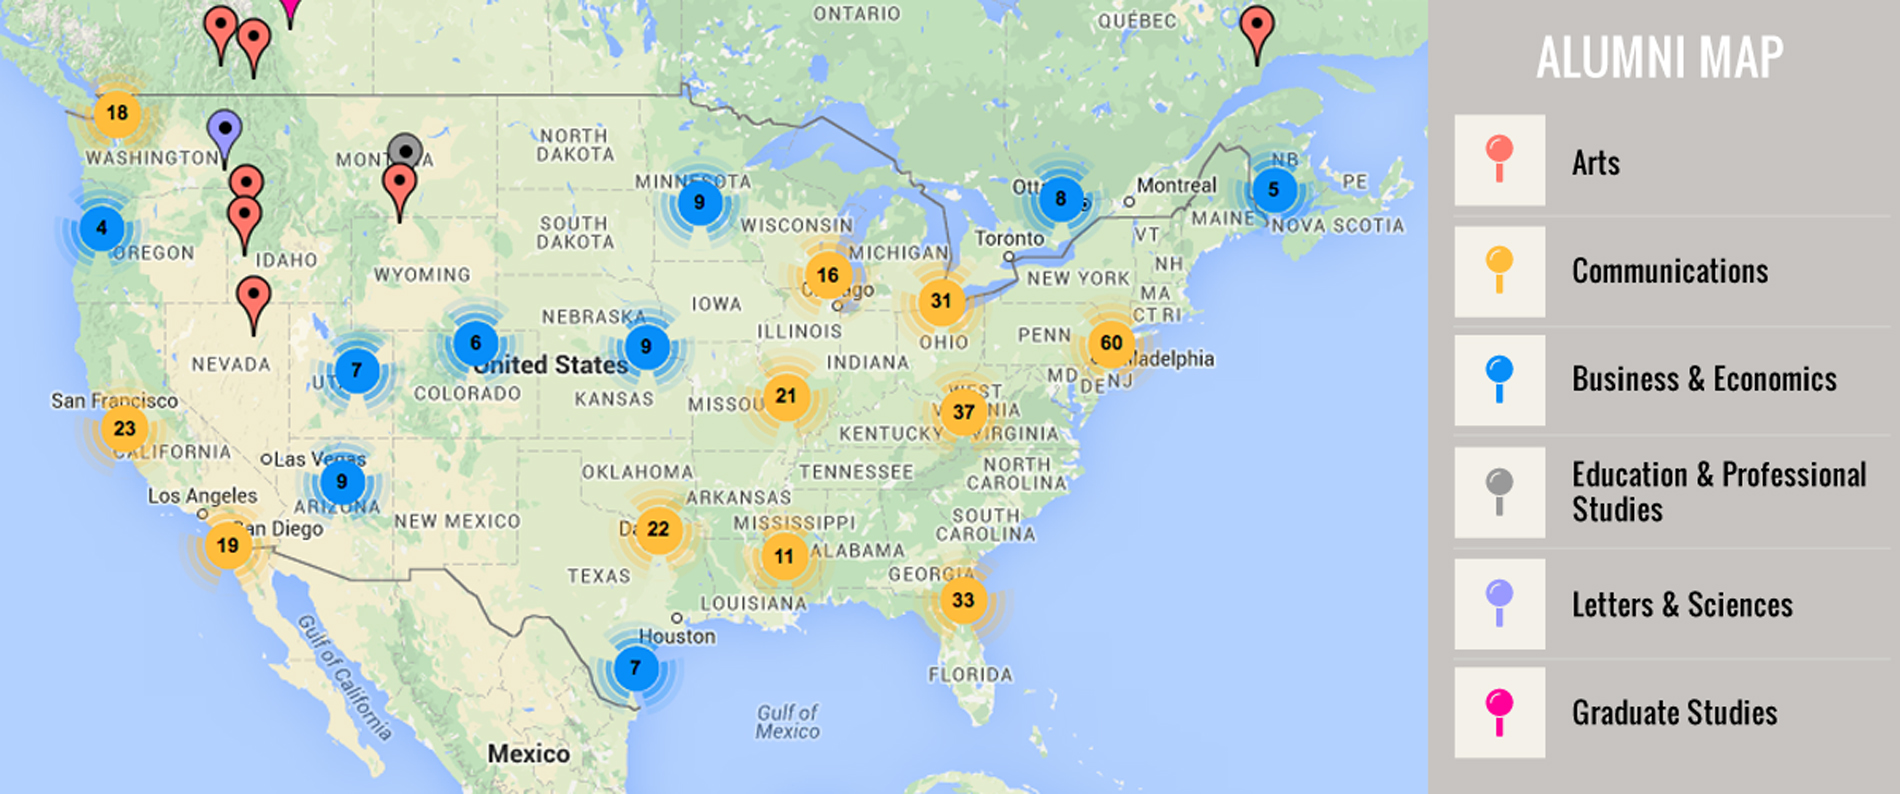 ONTARIO
QUÉBEC
18
WASHINGTON
MONTANA
NORTH
DAKOTA
MINNESOTA
9
Ott
8
Montreal
5
NB
PE
4
OREGON
IDAHO
WYOMING
SOUTH
DAKOTA
WISCONSIN
MICHIGAN
Toronto
VT
MAINE
NOVA SCOTIA
NH
16
Chicago
31
NEW YORK
MA
CT RI
IOWA
NEBRASKA
ILLINOIS
INDIANA
OHIO
PENN
60
Philadelphia
NEVADA
UTAH
7
6
COLORADO
United States
9
KANSAS
MISSOU
21
WEST
VIRGINIA
37
MD
DE
NJ
San Francisco
23
CALIFORNIA
Las Vegas
9
ARIZONA
KENTUCKY
VIRGINIA
Los Angeles
San Diego
19
NEW MEXICO
OKLAHOMA
ARKANSAS
TENNESSEE
NORTH
CAROLINA
Da
22
MISSISSIPPI
11
ALABAMA
SOUTH
CAROLINA
GEORGIA
33
TEXAS
LOUISIANA
Houston
7
FLORIDA
Gulf of California
Gulf of
Mexico
Mexico
ALUMNI MAP
Arts
Communications
Business & Economics
Education & Professional
Studies
Letters & Sciences
Graduate Studies